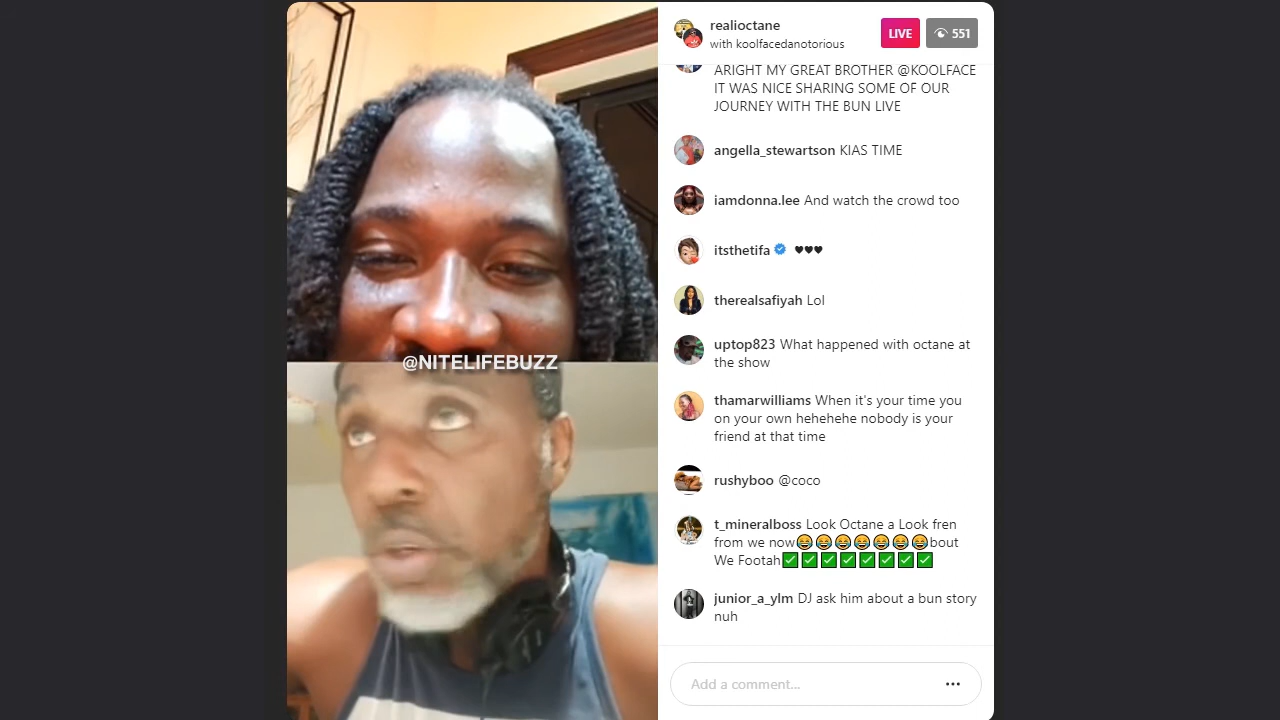 realioctane
with koolfacedanotorious
LIVE
551
ARIGHT MY GREAT BROTHER @KOOLFACE
IT WAS NICE SHARING SOME OF OUR
JOURNEY WITH THE BUN LIVE
angella_stewartson KIAS TIME
iamdonna.lee And watch the crowd too
itsthetifa ♥♥♥
therealsafiyah Lol
uptop823 What happened with octane at
the show
thamarwilliams When it's your time you
on your own hehehehe nobody is your
friend at that time
rushyboo @coco
t_mineralboss Look Octane a Look fren
from we now😂😂😂😂😂😂😂bout
We Footah✅✅✅✅✅✅✅✅
junior_a_ylm DJ ask him about a bun story
nuh
Add a comment...
@NITELIFEBUZZ